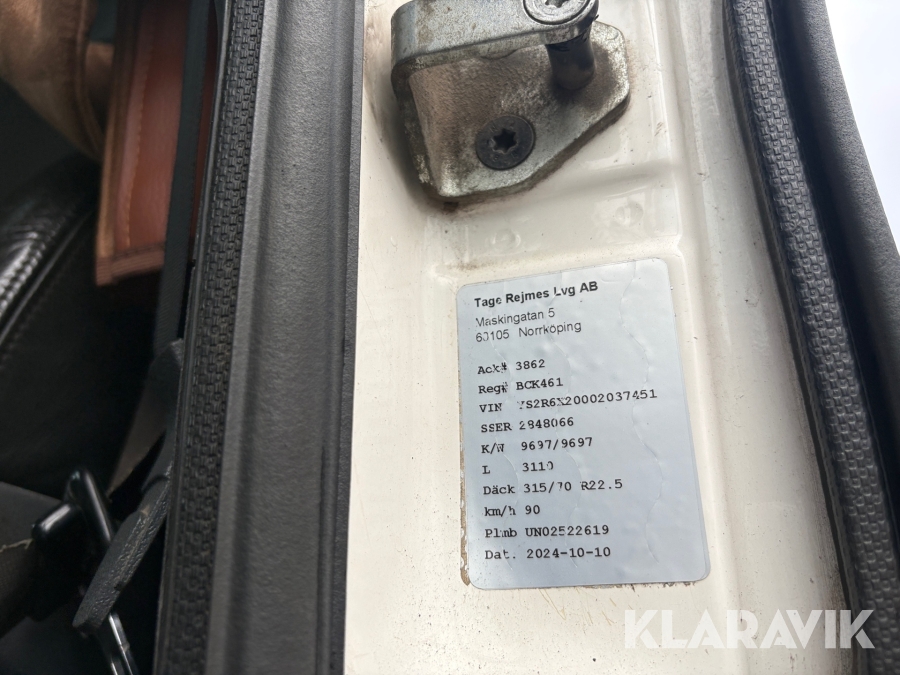 Tage Rejmes Lvg AB
Maskingatan 5
60105 Norrköping
Ack# 3862
Reg# BCK461
VIN YS2R6X20002037451
SSER 2848066
K/W 9697/9697
L 3110
Däck 315/70 R22.5
km/h 90
Plmb UN02522619
Dat. 2024-10-10
KLARAVIK